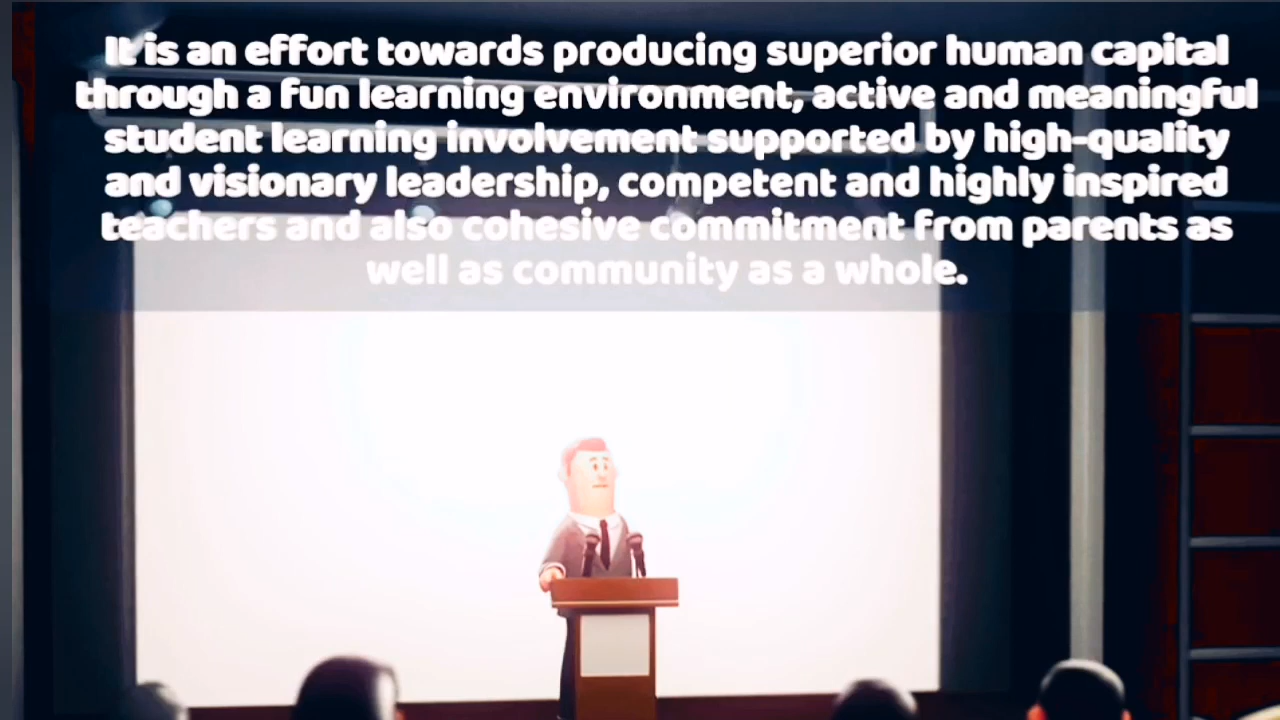 It is an effort towards producing superior human capital
through a fun learning environment, active and meaningful
student learning involvement supported by high-quality
and visionary leadership, competent and highly inspired
teachers and also cohesive commitment from parents as
well as community as a whole.